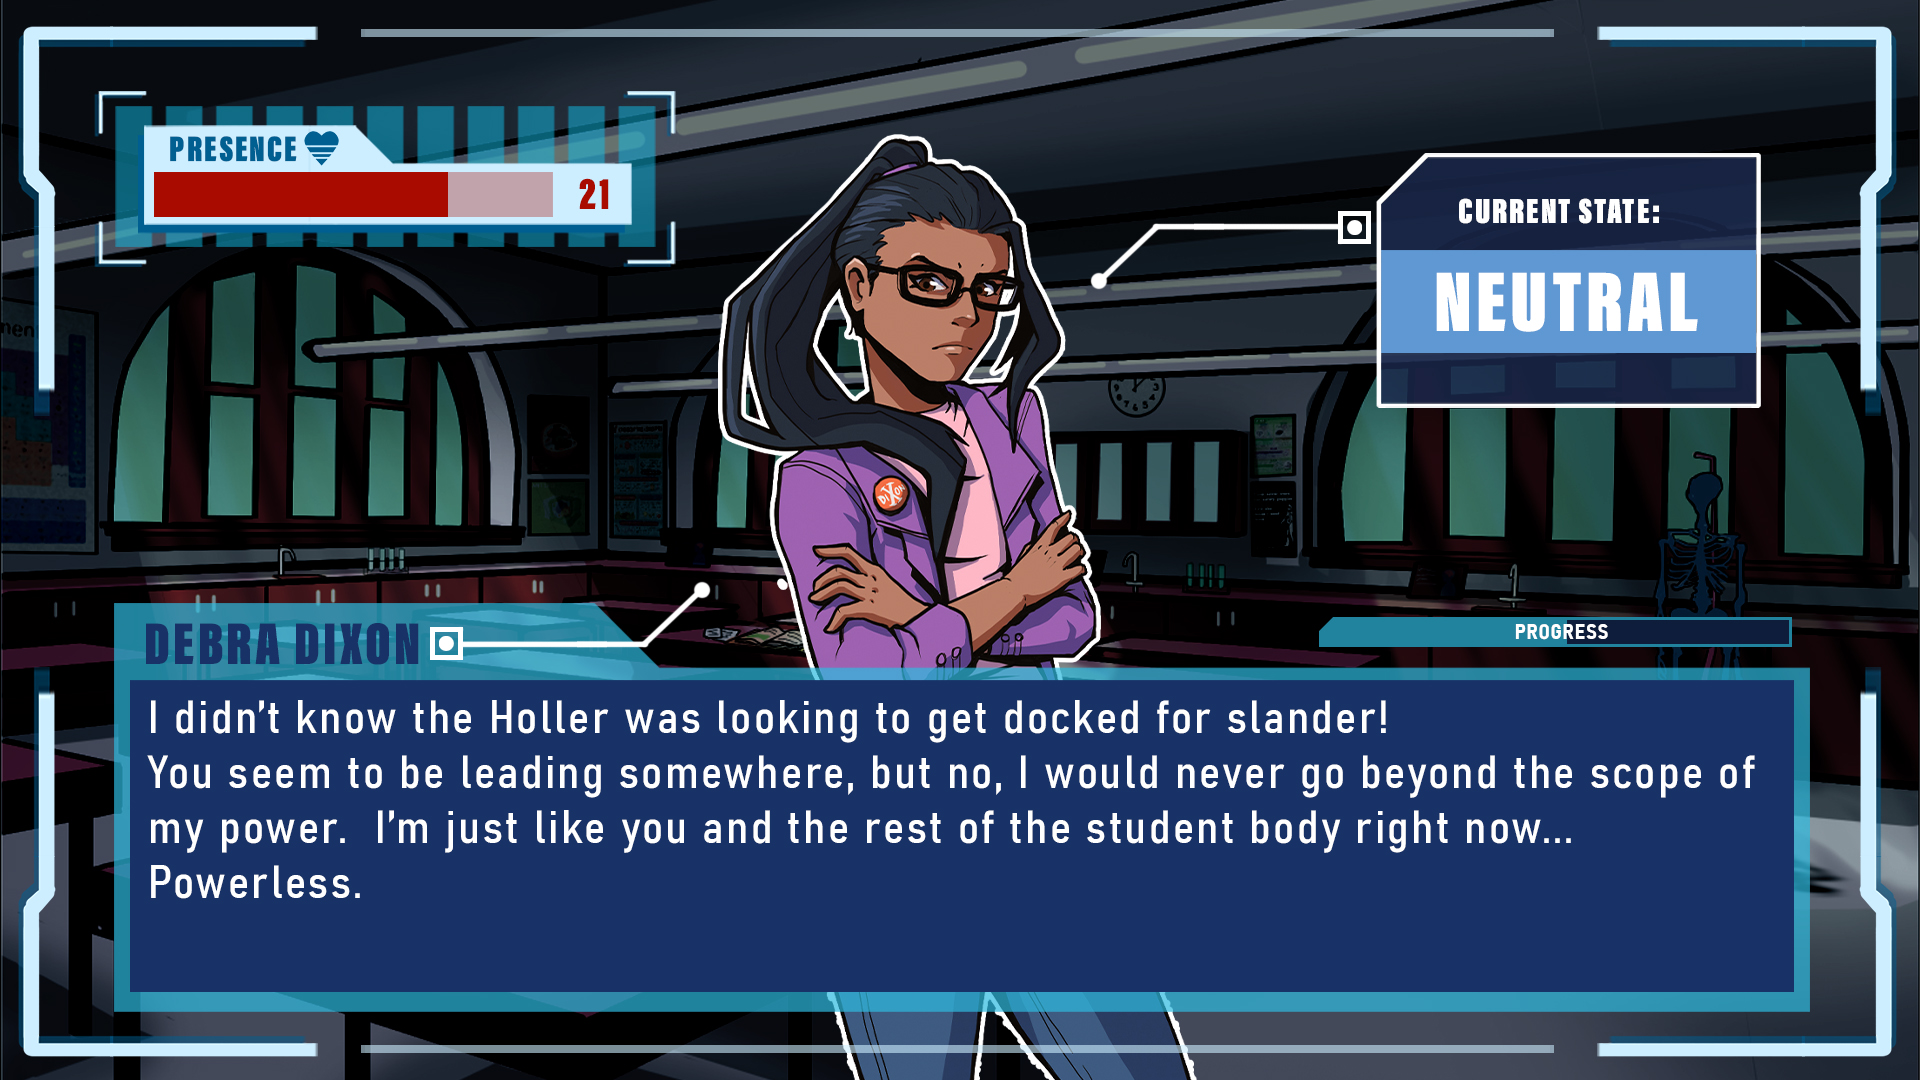 PRESENCE
21
CURRENT STATE:
NEUTRAL
DIXON
DEBRA DIXON
PROGRESS
I didn't know the Holler was looking to get docked for slander!
You seem to be leading somewhere, but no, I would never go beyond the scope of
my power.  I'm just like you and the rest of the student body right now...
Powerless.